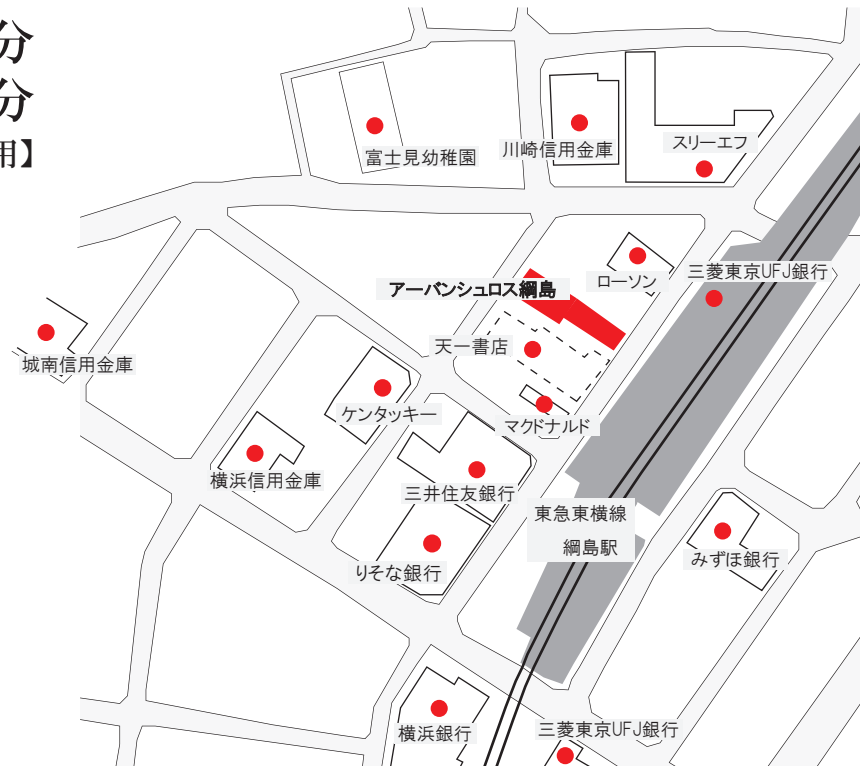 分
分
用】
富士見幼稚園
川崎信用金庫
スリーエフ
ローソン
三菱東京UFJ銀行
アーバンシュロス綱島
天一書店
城南信用金庫
ケンタッキー
マクドナルド
横浜信用金庫
三井住友銀行
東急東横線
綱島駅
みずほ銀行
りそな銀行
横浜銀行
三菱東京UFJ銀行